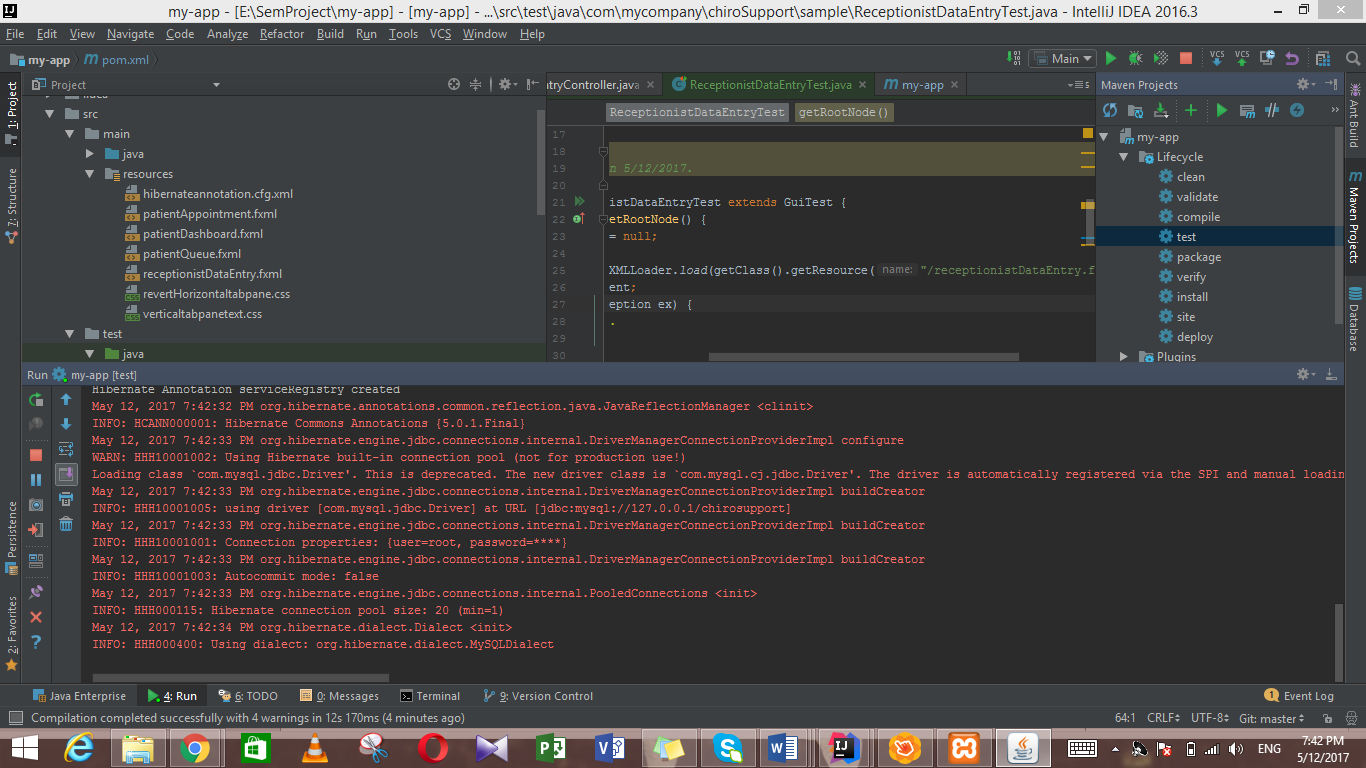 my-app - [E:\SemProject\my-app] - [my-app] - ...\src\test\java\com\mycompany\chiroSupport\sample\ReceptionistDataEntryTest.java - IntelliJ IDEA 2016.3
File Edit View Navigate Code Analyze Refactor Build Run Tools VCS Window Help
my-app pom.xml Main VCS VCS
Project ntryController.java ReceptionistDataEntryTest.java my-app Maven Projects
ReceptionistDataEntryTest getRootNode()
1: Project
7: Structure
Persistence
2: Favorites
src
main
java
resources
hibernateannotation.cfg.xml
patientAppointment.fxml
patientDashboard.fxml
patientQueue.fxml
receptionistDataEntry.fxml
revertHorizontaltabpane.css
verticaltabpanetext.css
test
java
17
18
19 n 5/12/2017.
20
21 istDataEntryTest extends GuiTest {
22 etRootNode() {
23 = null;
24
25 XMLLoader.load(getClass().getResource( name: "/receptionistDataEntry.f
26 ent;
27 eption ex) {
28 .
29
30
my-app
Lifecycle
clean
validate
compile
test
package
verify
install
site
deploy
Plugins
Ant Build
Maven Projects
Database
Run my-app [test]
Hibernate Annotation serviceRegistry created
May 12, 2017 7:42:32 PM org.hibernate.annotations.common.reflection.java.JavaReflectionManager <clinit>
INFO: HCANN000001: Hibernate Commons Annotations {5.0.1.Final}
May 12, 2017 7:42:33 PM org.hibernate.engine.jdbc.connections.internal.DriverManagerConnectionProviderImpl configure
WARN: HHH10001002: Using Hibernate built-in connection pool (not for production use!)
Loading class `com.mysql.jdbc.Driver'. This is deprecated. The new driver class is `com.mysql.cj.jdbc.Driver'. The driver is automatically registered via the SPI and manual loadin
May 12, 2017 7:42:33 PM org.hibernate.engine.jdbc.connections.internal.DriverManagerConnectionProviderImpl buildCreator
INFO: HHH10001005: using driver [com.mysql.jdbc.Driver] at URL [jdbc:mysql://127.0.0.1/chirosupport]
May 12, 2017 7:42:33 PM org.hibernate.engine.jdbc.connections.internal.DriverManagerConnectionProviderImpl buildCreator
INFO: HHH10001001: Connection properties: {user=root, password=****}
May 12, 2017 7:42:33 PM org.hibernate.engine.jdbc.connections.internal.DriverManagerConnectionProviderImpl buildCreator
INFO: HHH10001003: Autocommit mode: false
May 12, 2017 7:42:33 PM org.hibernate.engine.jdbc.connections.internal.PooledConnections <init>
INFO: HHH000115: Hibernate connection pool size: 20 (min=1)
May 12, 2017 7:42:34 PM org.hibernate.dialect.Dialect <init>
INFO: HHH000400: Using dialect: org.hibernate.dialect.MySQLDialect
Java Enterprise 4: Run 6: TODO 0: Messages Terminal 9: Version Control 1 Event Log
Compilation completed successfully with 4 warnings in 12s 170ms (4 minutes ago) 64:1 CRLF UTF-8 Git: master
ENG 7:42 PM
5/12/2017